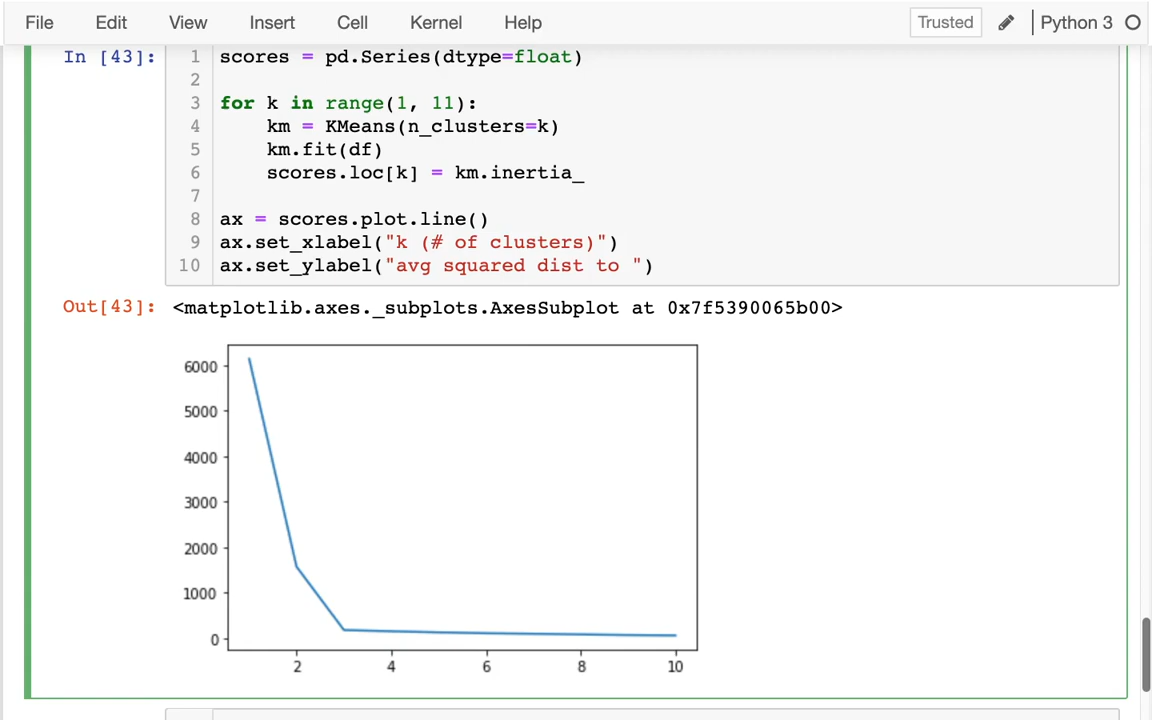 File Edit View Insert Cell Kernel Help Trusted Python 3
In [43]: 1 scores = pd.Series(dtype=float)
2
3 for k in range(1, 11):
4     km = KMeans(n_clusters=k)
5     km.fit(df)
6     scores.loc[k] = km.inertia_
7
8 ax = scores.plot.line()
9 ax.set_xlabel("k (# of clusters)")
10 ax.set_ylabel("avg squared dist to ")
Out[43]: <matplotlib.axes._subplots.AxesSubplot at 0x7f5390065b00>
6000
5000
4000
3000
2000
1000
0
2 4 6 8 10